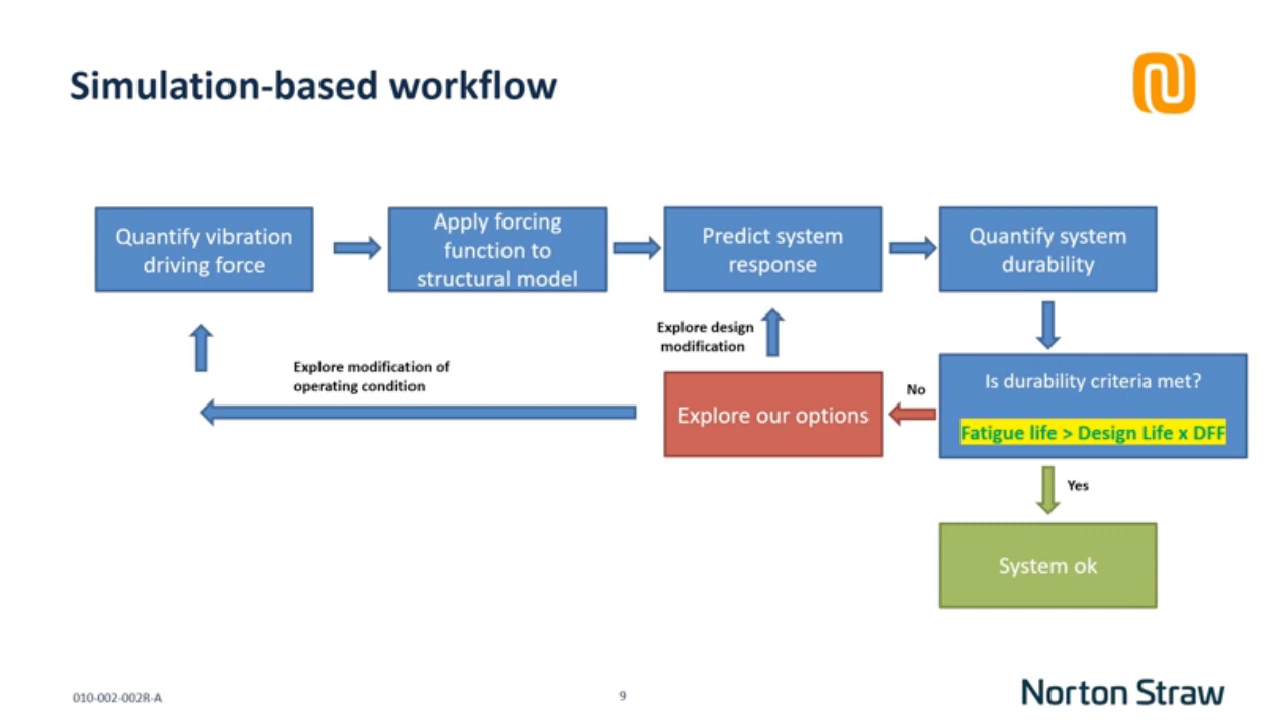 Simulation-based workflow
Quantify vibration
driving force
Apply forcing
function to
structural model
Predict system
response
Quantify system
durability
Explore design
modification
Explore modification of
operating condition
Explore our options
No
Is durability criteria met?
Fatigue life > Design Life x DFF
Yes
System ok
010-002-002R-A
9
Norton Straw